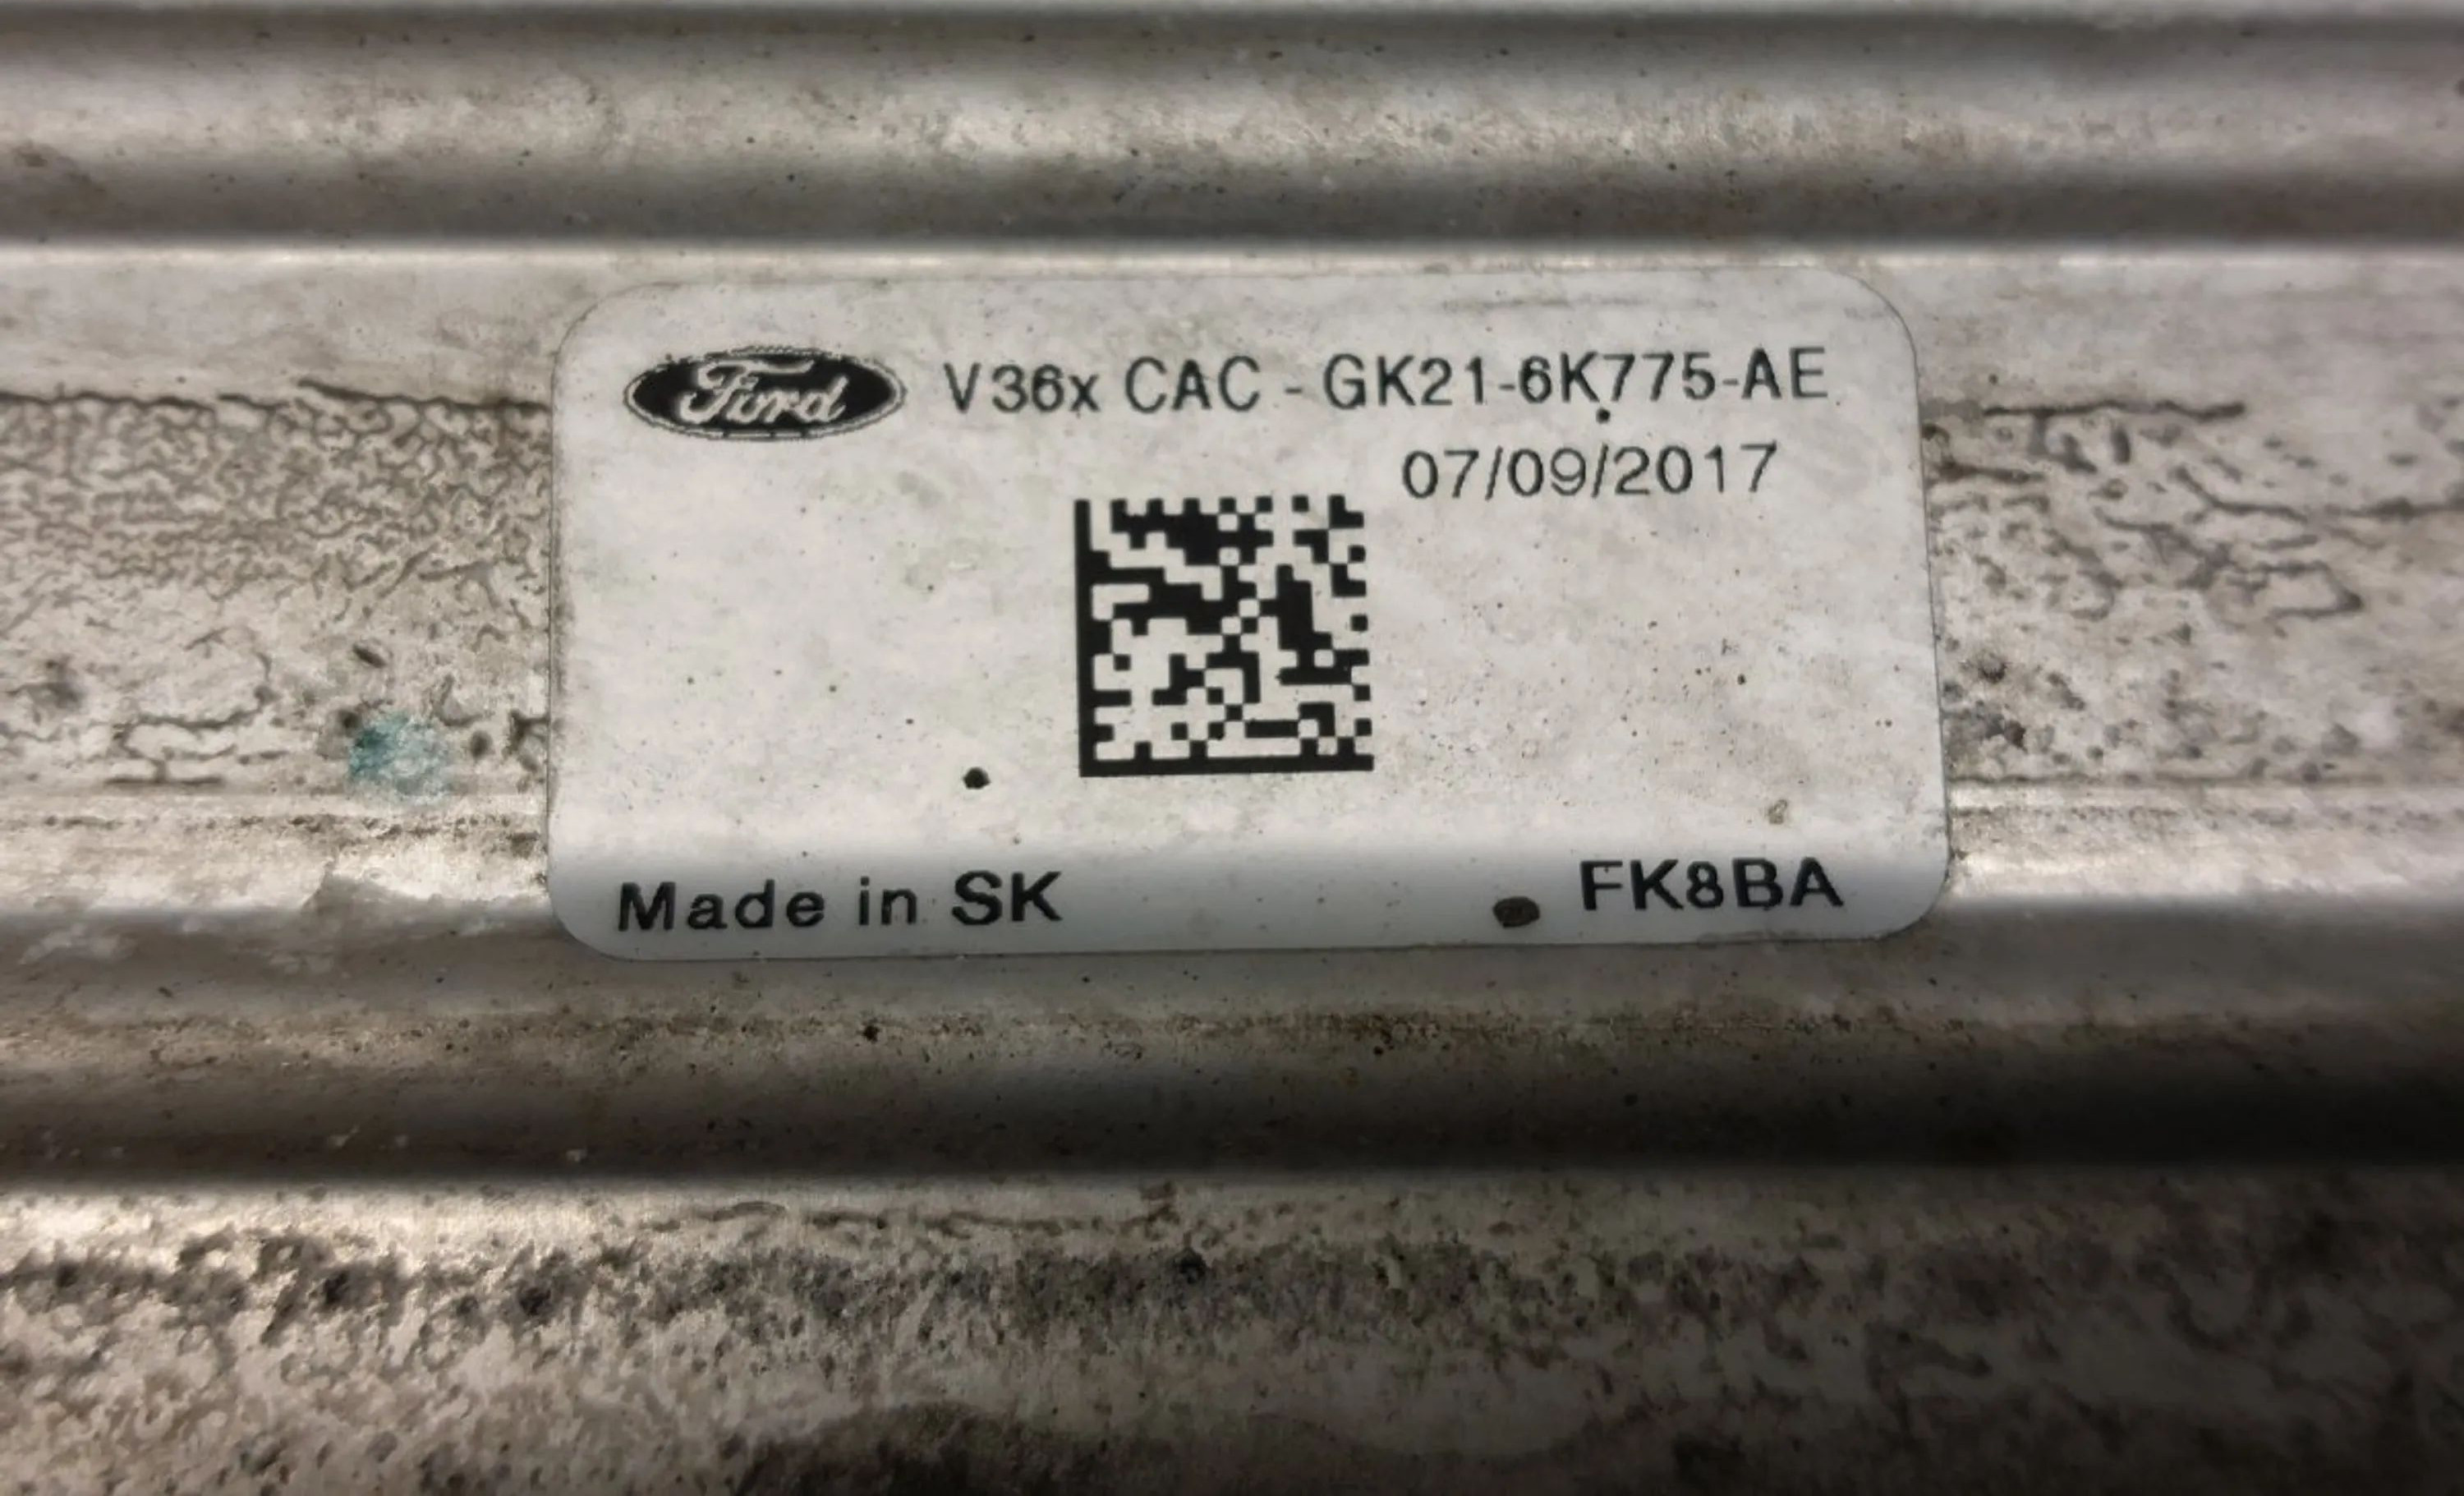 Ford V36x CAC - GK21-6K775-AE
07/09/2017
Made in SK FK8BA